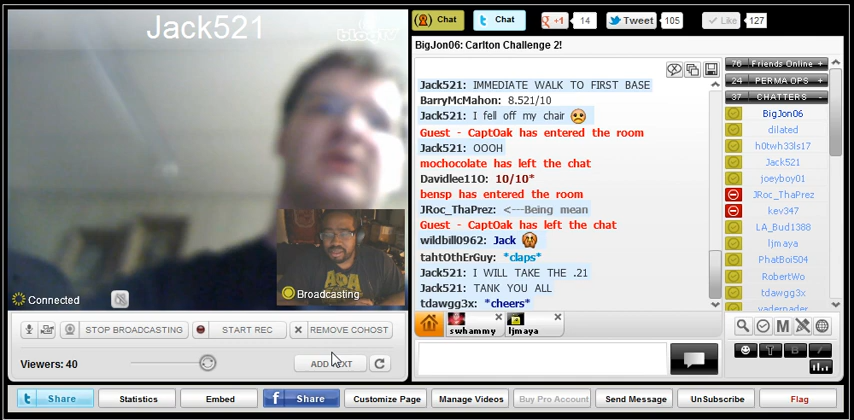 Jack521
blogTV
Chat
Chat
+1
14
Tweet
105
Like
127
BigJon06: Carlton Challenge 2!
Jack521: IMMEDIATE WALK TO FIRST BASE
BarryMcMahon: 8.521/10
Jack521: I fell off my chair
Guest - CaptOak has entered the room
Jack521: OOOH
mochocolate has left the chat
Davidlee11O: 10/10*
bensp has entered the room
JRoc_ThaPrez: <---Being mean
Guest - CaptOak has left the chat
wildbill0962: Jack
tahtOthErGuy: *claps*
Jack521: I WILL TAKE THE .21
Jack521: TANK YOU ALL
tdawgg3x: *cheers*
76 Friends Online +
24 PERMA OPS +
37 CHATTERS -
BigJon06
dilated
h0twh33ls17
Jack521
joeyboy01
JRoc_ThaPrez
kev347
LA_Bud1388
ljmaya
PhatBoi504
RobertWo
tdawgg3x
vaderpader
Connected
Broadcasting
swhammy
ljmaya
STOP BROADCASTING
START REC
REMOVE COHOST
Viewers: 40
ADD TEXT
Share
Statistics
Embed
Share
Customize Page
Manage Videos
Buy Pro Account
Send Message
UnSubscribe
Flag